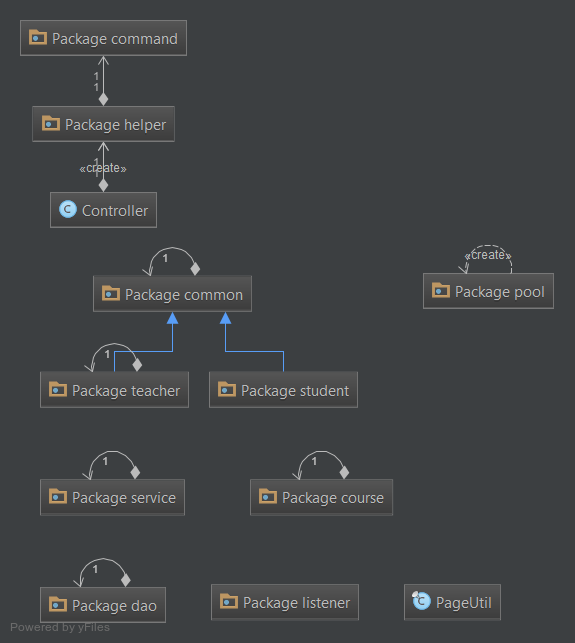 Package command
1
1
Package helper
1
1
«create»
Controller
1
Package common
«create»
Package pool
1
Package teacher
Package student
1
Package service
1
Package course
1
Package dao
Package listener
PageUtil
Powered by yFiles